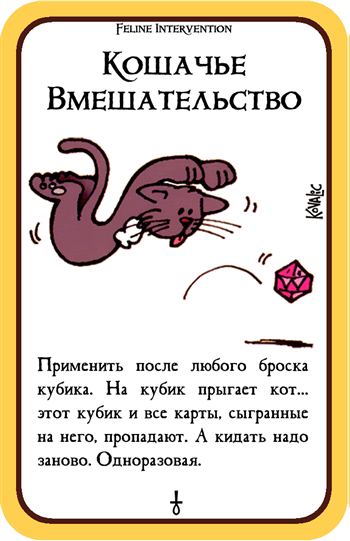 Feline Intervention
Кошачье
Вмешательство
Kovalic
Применить после любого броска
кубика. На кубик прыгает кот...
этот кубик и все карты, сыгранные
на него, пропадают. А кидать надо
заново. Одноразовая.